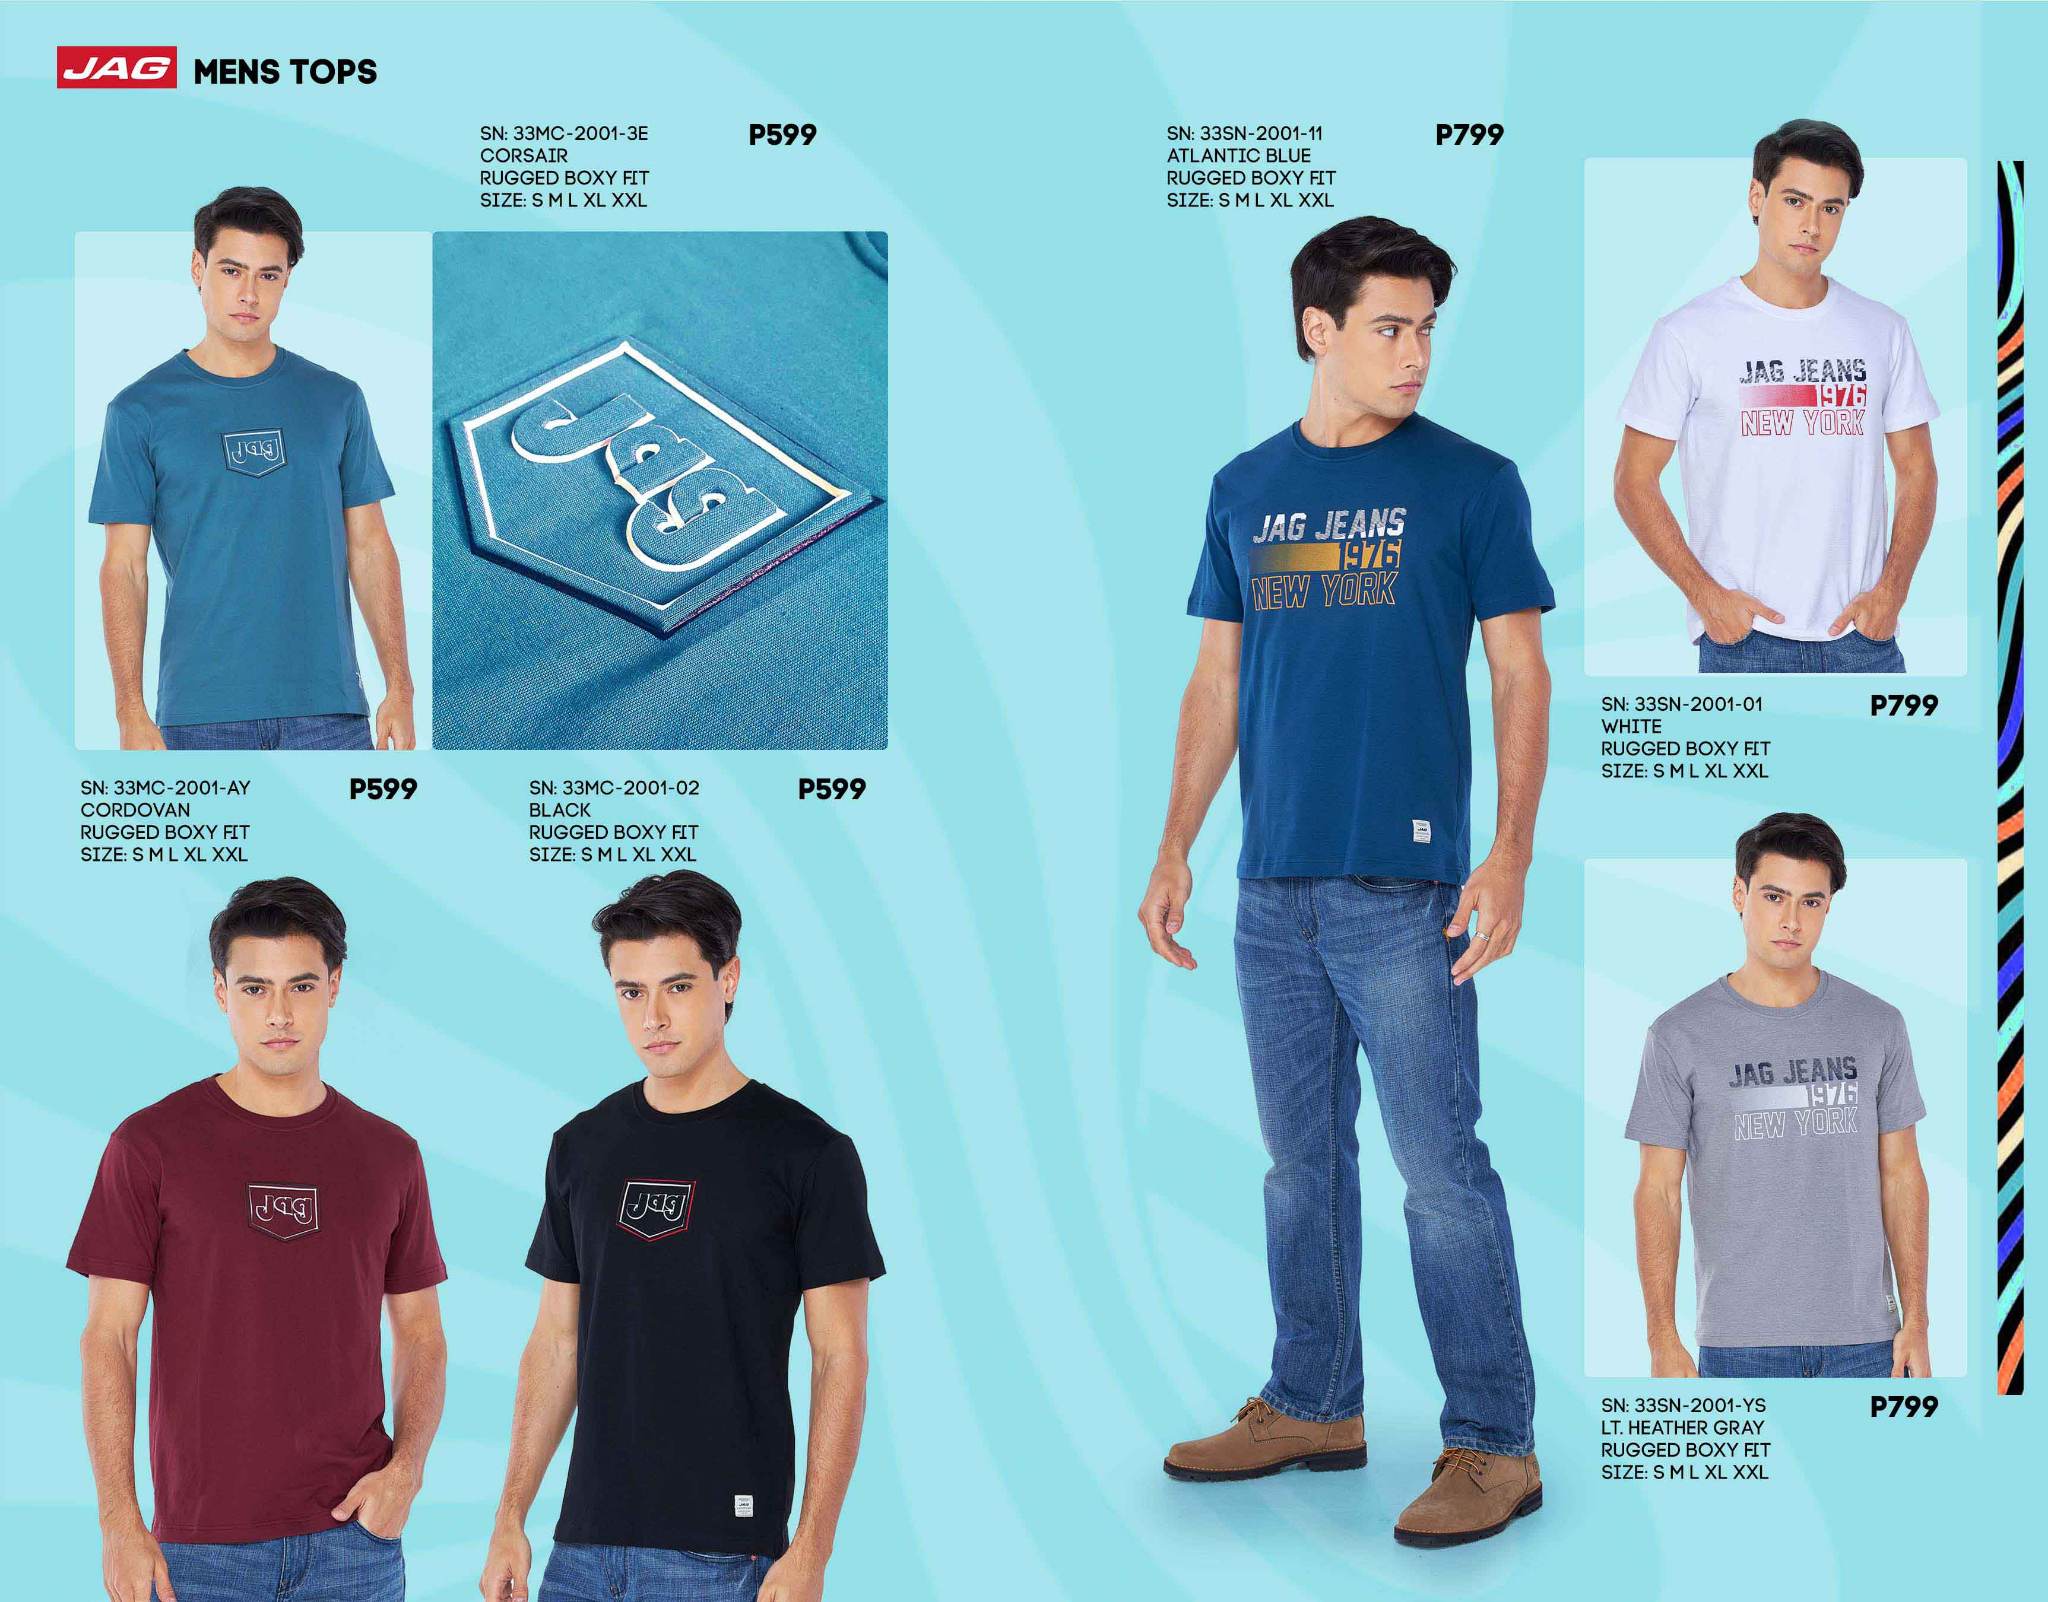 JAG MENS TOPS
SN: 33MC-2001-3E
CORSAIR
RUGGED BOXY FIT
SIZE: S M L XL XXL
P599
Jag
Jag
SN: 33MC-2001-AY
CORDOVAN
RUGGED BOXY FIT
SIZE: S M L XL XXL
P599
SN: 33MC-2001-02
BLACK
RUGGED BOXY FIT
SIZE: S M L XL XXL
P599
Jag
Jag
JAG
SN: 33SN-2001-11
ATLANTIC BLUE
RUGGED BOXY FIT
SIZE: S M L XL XXL
P799
JAG JEANS
1976
NEW YORK
JAG
JAG JEANS
1976
NEW YORK
SN: 33SN-2001-01
WHITE
RUGGED BOXY FIT
SIZE: S M L XL XXL
P799
JAG JEANS
1976
NEW YORK
SN: 33SN-2001-YS
LT. HEATHER GRAY
RUGGED BOXY FIT
SIZE: S M L XL XXL
P799